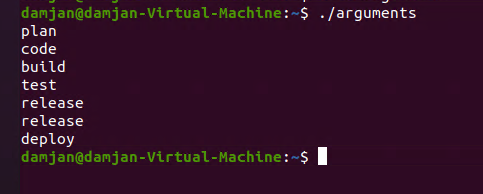 damjan@damjan-Virtual-Machine:~$ ./arguments
plan
code
build
test
release
release
deploy
damjan@damjan-Virtual-Machine:~$